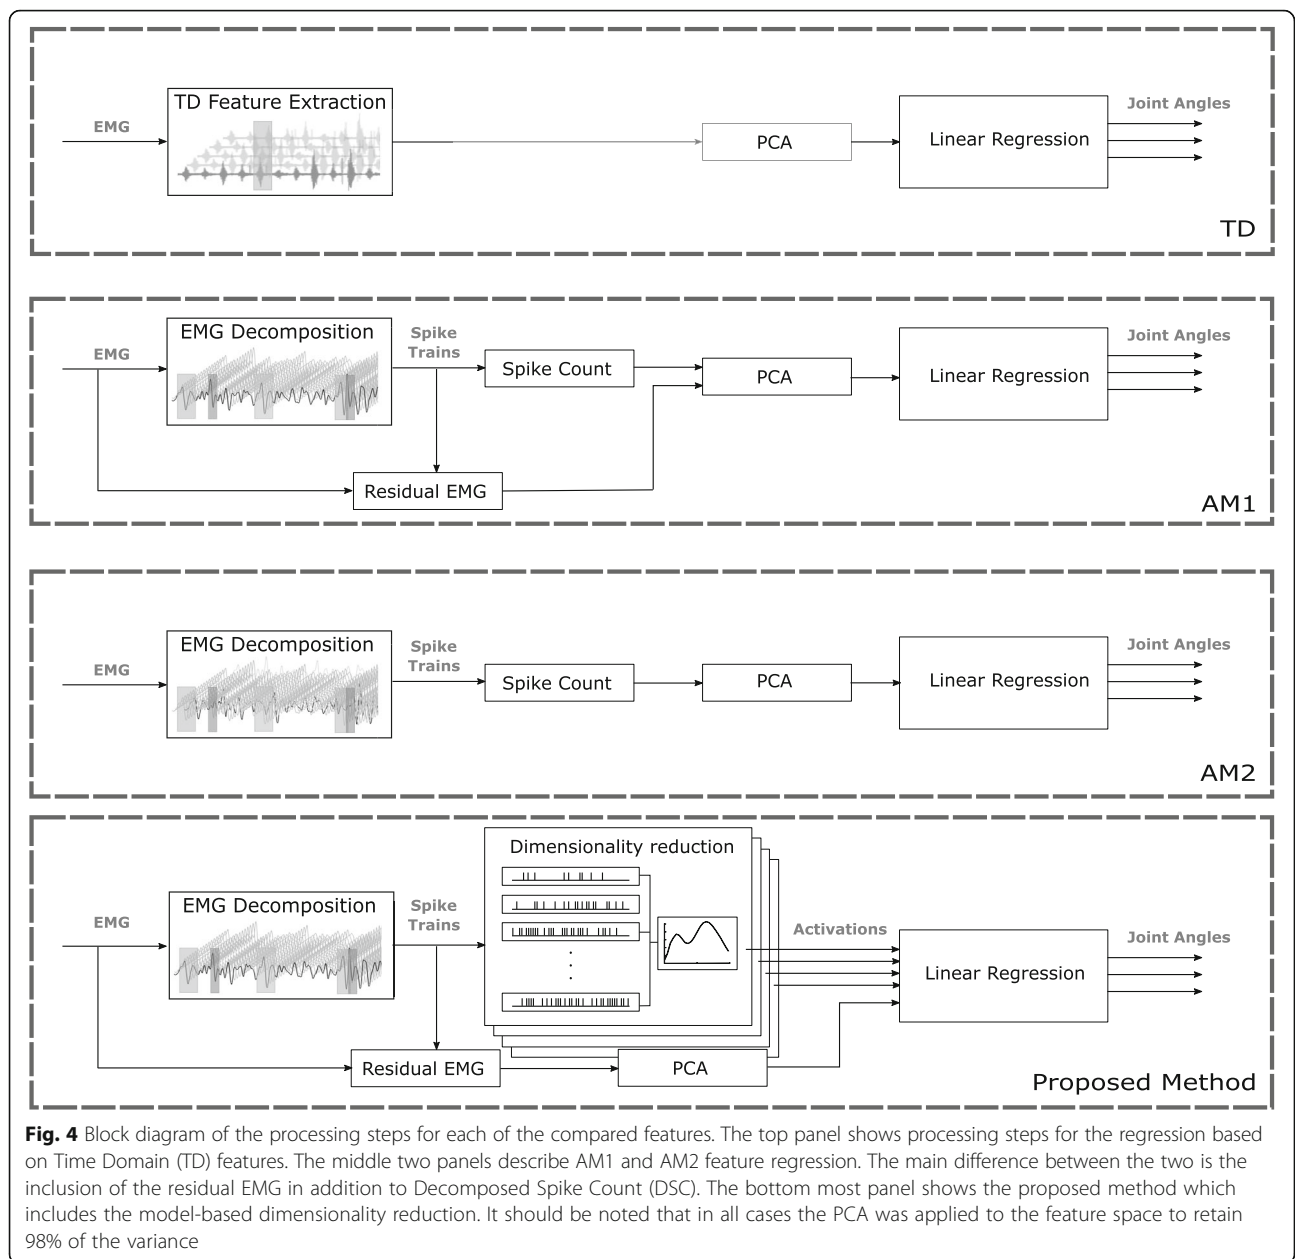 TD Feature Extraction
EMG
PCA
Linear Regression
Joint Angles
TD
EMG Decomposition
EMG
Spike
Trains
Spike Count
PCA
Linear Regression
Joint Angles
Residual EMG
AM1
EMG Decomposition
EMG
Spike
Trains
Spike Count
PCA
Linear Regression
Joint Angles
AM2
Dimensionality reduction
EMG Decomposition
EMG
Spike
Trains
Activations
Linear Regression
Joint Angles
Residual EMG
PCA
Proposed Method
Fig. 4 Block diagram of the processing steps for each of the compared features. The top panel shows processing steps for the regression based
on Time Domain (TD) features. The middle two panels describe AM1 and AM2 feature regression. The main difference between the two is the
inclusion of the residual EMG in addition to Decomposed Spike Count (DSC). The bottom most panel shows the proposed method which
includes the model-based dimensionality reduction. It should be noted that in all cases the PCA was applied to the feature space to retain
98% of the variance